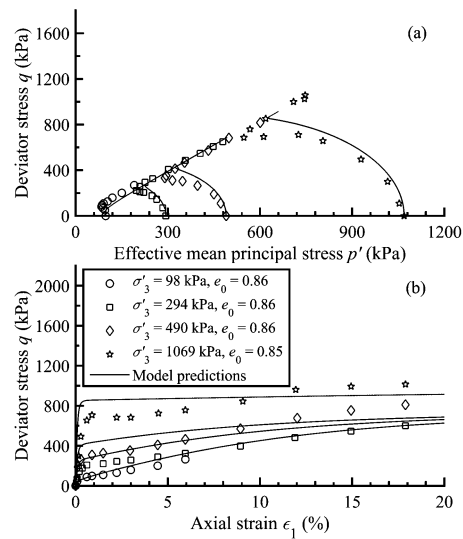 (a)
Deviator stress q (kPa)
1600
1200
800
400
0
0 300 600 900 1200
Effective mean principal stress p′ (kPa)
(b)
Deviator stress q (kPa)
2000
1600
1200
800
400
0
σ′3 = 98 kPa, e0 = 0.86
σ′3 = 294 kPa, e0 = 0.86
σ′3 = 490 kPa, e0 = 0.86
σ′3 = 1069 kPa, e0 = 0.85
Model predictions
0 5 10 15 20
Axial strain ϵ1 (%)